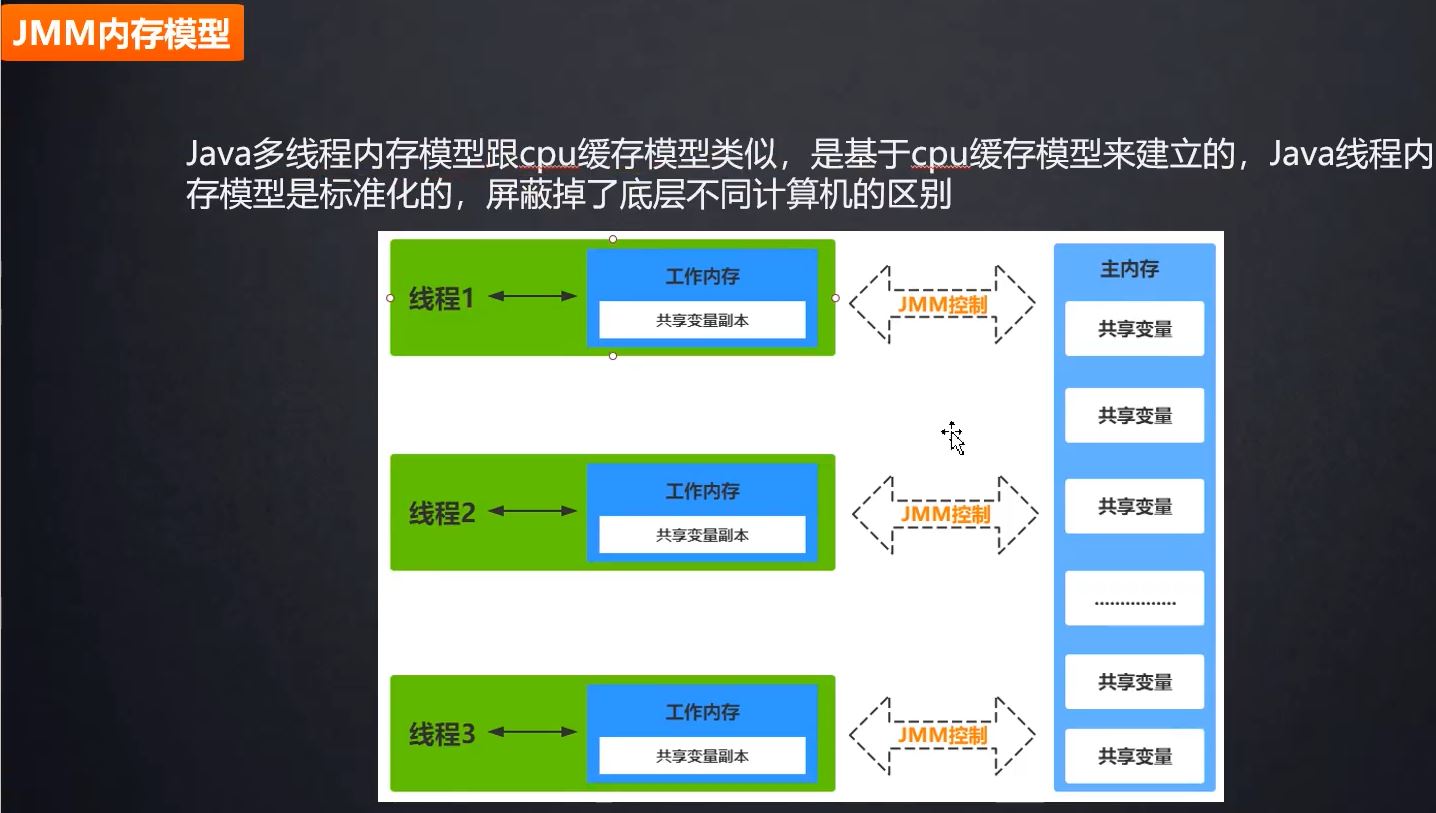 JMM内存模型
Java多线程内存模型跟cpu缓存模型类似，是基于cpu缓存模型来建立的，Java线程内
存模型是标准化的，屏蔽掉了底层不同计算机的区别
线程1
工作内存
共享变量副本
JMM控制
线程2
工作内存
共享变量副本
JMM控制
线程3
工作内存
共享变量副本
JMM控制
主内存
共享变量
共享变量
共享变量
................
共享变量
共享变量